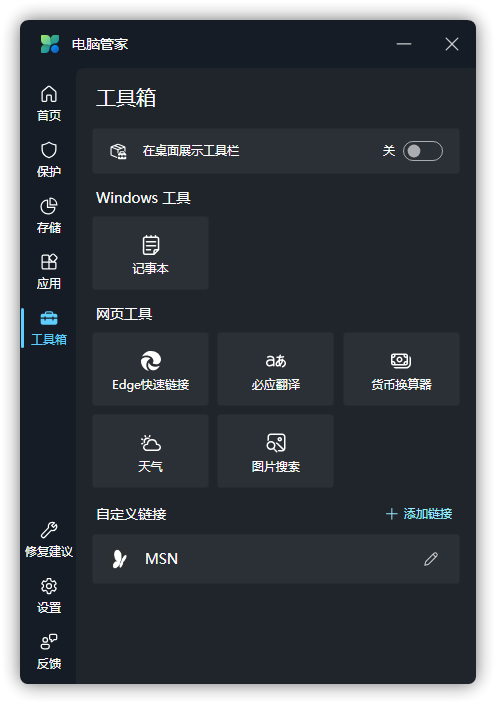 电脑管家
首页
保护
存储
应用
工具箱
修复建议
设置
反馈
工具箱
在桌面展示工具栏
关
Windows 工具
记事本
网页工具
Edge快速链接
必应翻译
货币换算器
天气
图片搜索
自定义链接
添加链接
MSN